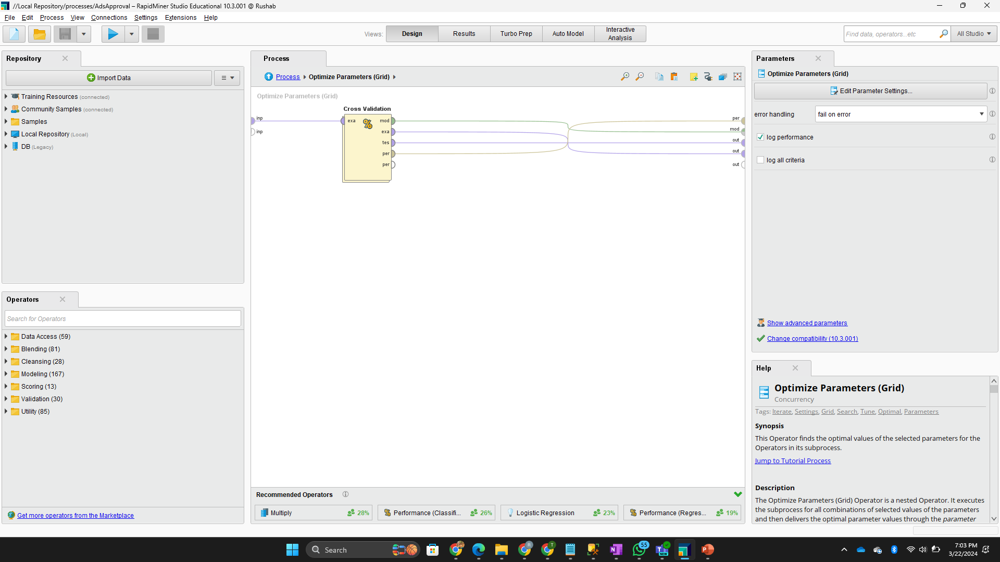 //Local Repository/processes/AdsApproval – RapidMiner Studio Educational 10.3.001 @ Rushab
File Edit Process View Connections Settings Extensions Help
Views: Design Results Turbo Prep Auto Model Interactive Analysis
Find data, operators...etc
All Studio
Repository
Import Data
Training Resources (connected)
Community Samples (connected)
Samples
Local Repository (Local)
DB (Legacy)
Operators
Search for Operators
Data Access (59)
Blending (81)
Cleansing (28)
Modeling (167)
Scoring (13)
Validation (30)
Utility (85)
Get more operators from the Marketplace
Process
Process Optimize Parameters (Grid)
Optimize Parameters (Grid)
Cross Validation
inp
inp
exa
%
mod
exa
tes
per
per
per
mod
out
out
out
Recommended Operators
Multiply 28%
Performance (Classifi... 26%
Logistic Regression 23%
Performance (Regres... 19%
Parameters
Optimize Parameters (Grid)
Edit Parameter Settings...
error handling fail on error
log performance
log all criteria
Show advanced parameters
Change compatibility (10.3.001)
Help
Optimize Parameters (Grid)
Concurrency
Tags: Iterate, Settings, Grid, Search, Tune, Optimal, Parameters
Synopsis
This Operator finds the optimal values of the selected parameters for the
Operators in its subprocess.
Jump to Tutorial Process
Description
The Optimize Parameters (Grid) Operator is a nested Operator. It executes
the subprocess for all combinations of selected values of the parameters
and then delivers the optimal parameter values through the parameter
Search
R
T
55
NEW
P
7:03 PM
3/22/2024